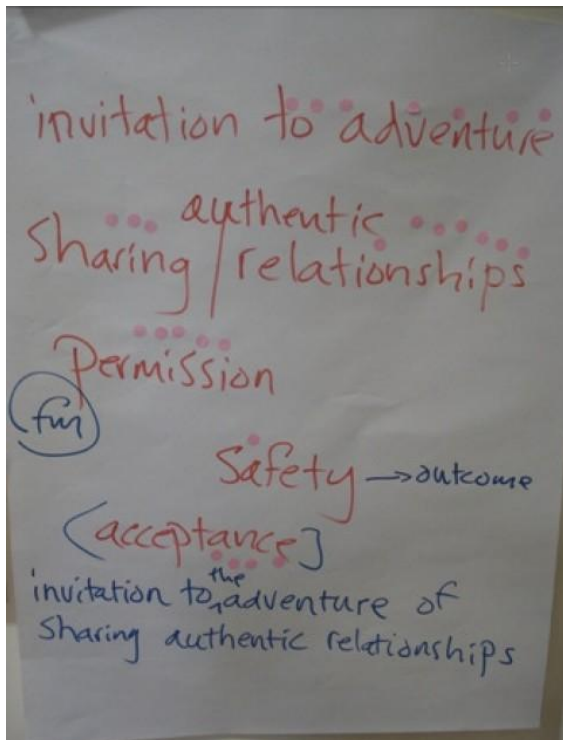 invitation to adventure
authentic
Sharing / relationships
Permission
fun
Safety → outcome
(acceptance]
the
invitation to adventure of
Sharing authentic relationships